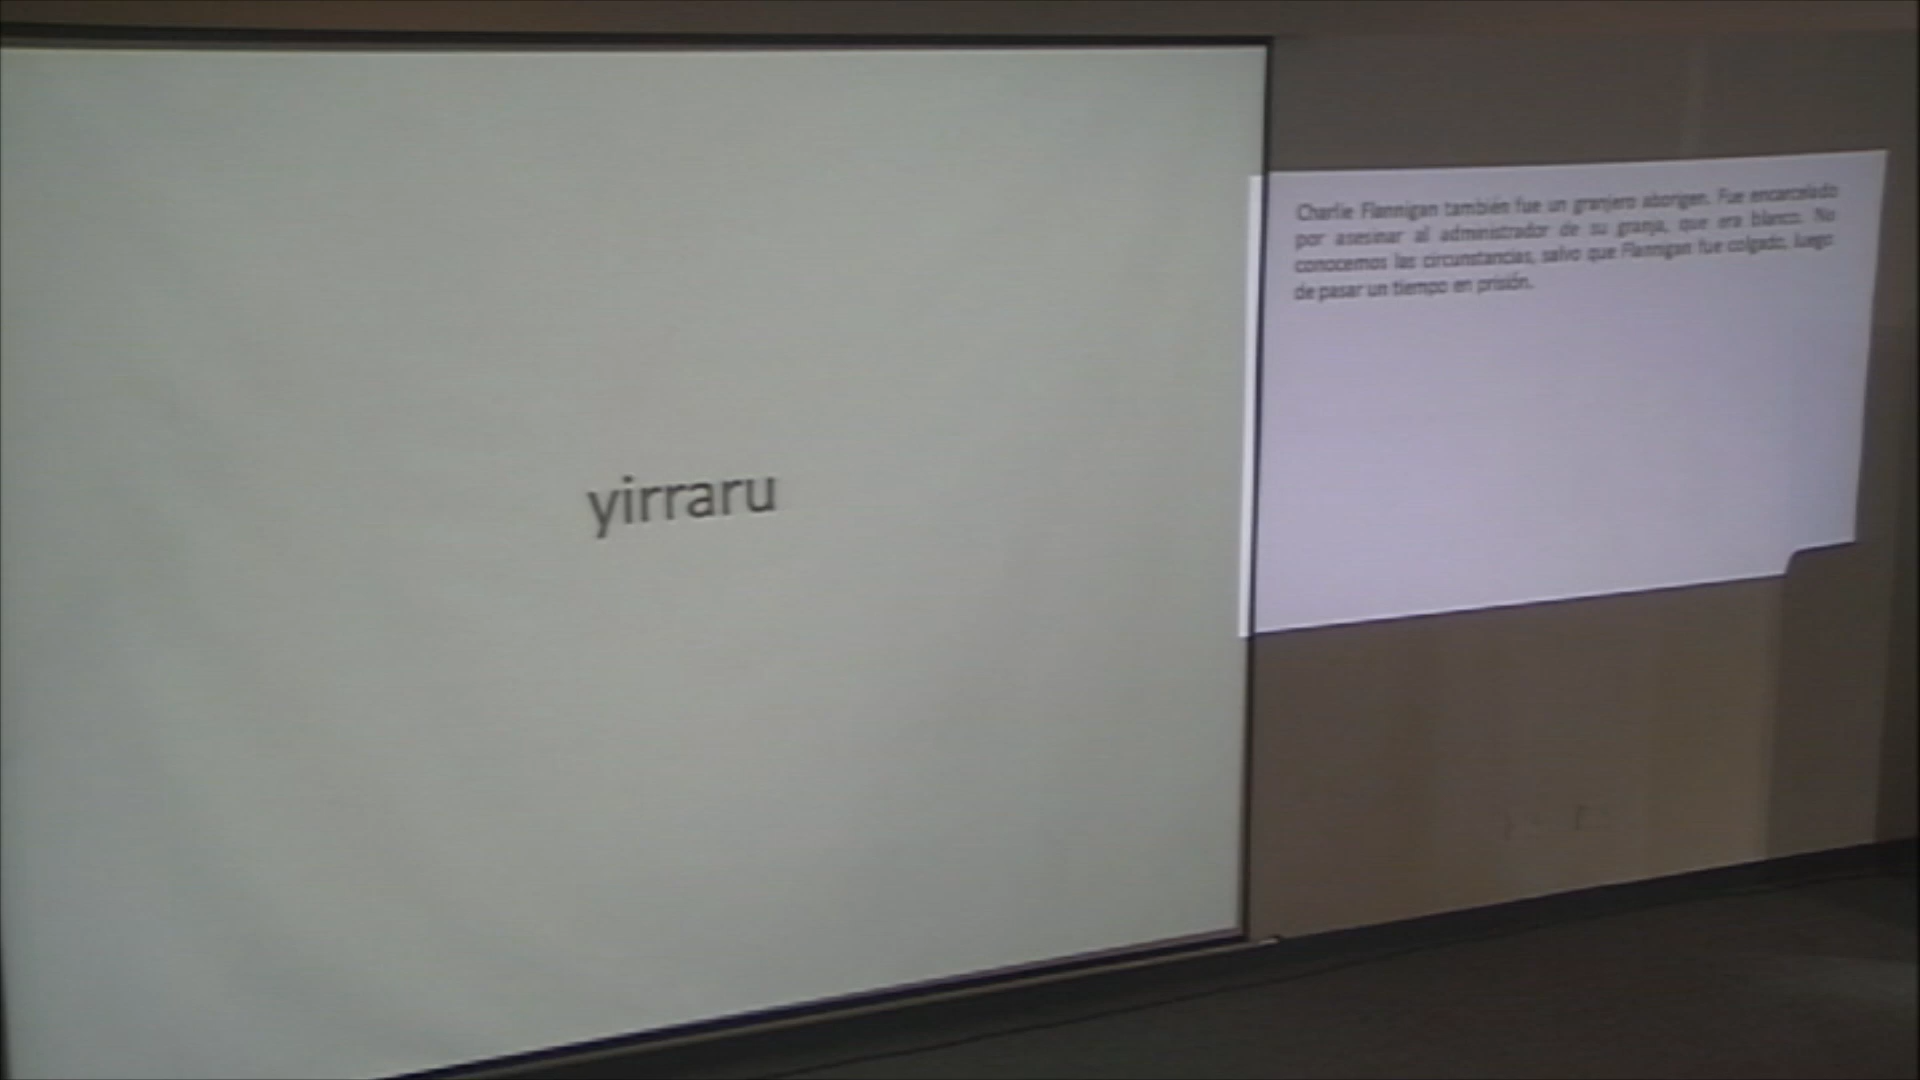 yirraru
Charlie Flannigan también fue un granjero aborigen. Fue encarcelado
por asesinar al administrador de su granja, que era blanco. No
conocemos las circunstancias, salvo que Flannigan fue colgado, luego
de pasar un tiempo en prisión.